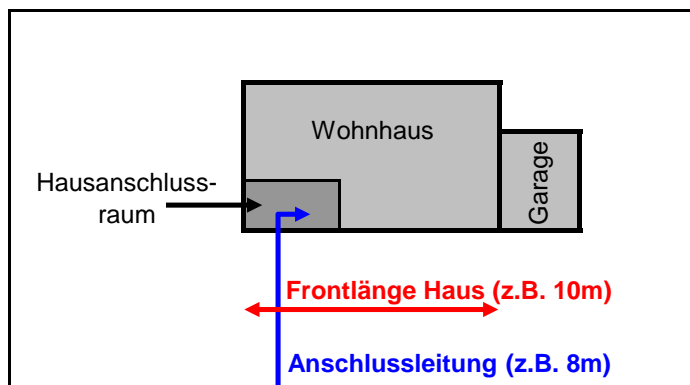 Wohnhaus
Garage
Hausanschluss-
raum
Frontlänge Haus (z.B. 10m)
Anschlussleitung (z.B. 8m)